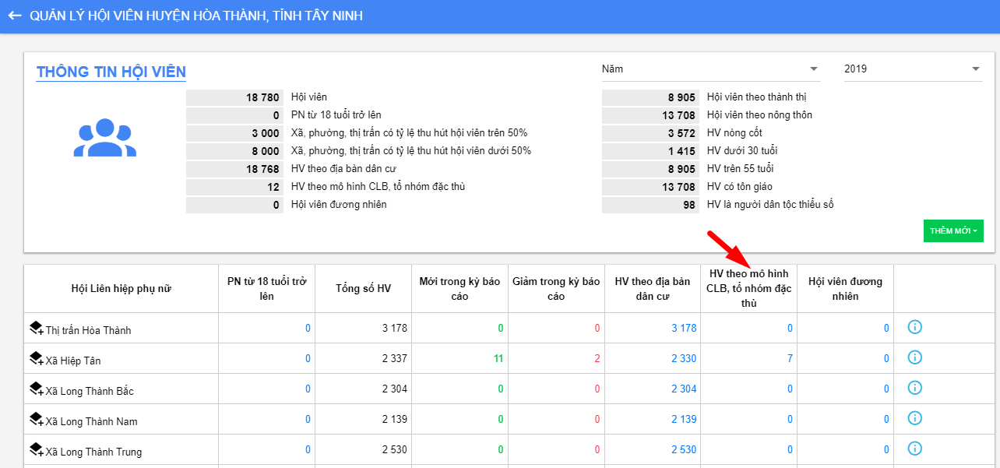 QUẢN LÝ HỘI VIÊN HUYỆN HÒA THÀNH, TỈNH TÂY NINH
THÔNG TIN HỘI VIÊN
Năm
2019
18 780 Hội viên
0 PN từ 18 tuổi trở lên
3 000 Xã, phường, thị trấn có tỷ lệ thu hút hội viên trên 50%
8 000 Xã, phường, thị trấn có tỷ lệ thu hút hội viên dưới 50%
18 768 HV theo địa bàn dân cư
12 HV theo mô hình CLB, tổ nhóm đặc thù
0 Hội viên đương nhiên
8 905 Hội viên theo thành thị
13 708 Hội viên theo nông thôn
3 572 HV nòng cốt
1 415 HV dưới 30 tuổi
8 905 HV trên 55 tuổi
13 708 HV có tôn giáo
98 HV là người dân tộc thiểu số
THÊM MỚI
Hội Liên hiệp phụ nữ
PN từ 18 tuổi trở
lên
Tổng số HV
Mới trong kỳ báo
cáo
Giảm trong kỳ báo
cáo
HV theo địa bàn
dân cư
HV theo mô hình
CLB, tổ nhóm đặc
thù
Hội viên đương
nhiên
Thị trấn Hòa Thành 0 3 178 0 0 3 178 0 0
Xã Hiệp Tân 0 2 337 11 2 2 330 7 0
Xã Long Thành Bắc 0 2 304 0 0 2 304 0 0
Xã Long Thành Nam 0 2 139 0 0 2 139 0 0
Xã Long Thành Trung 0 2 530 0 0 2 530 0 0